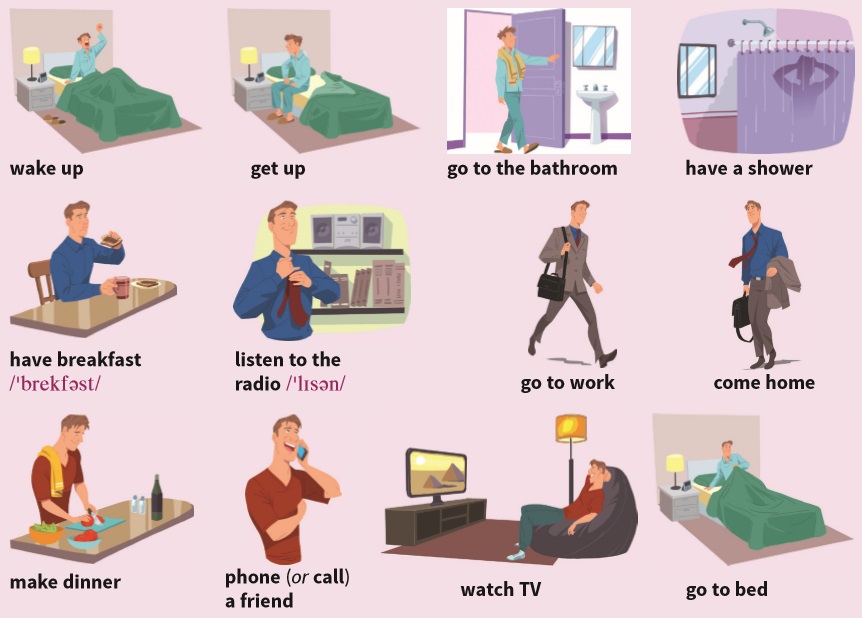 wake up
get up
go to the bathroom
have a shower
have breakfast
/ˈbrekfəst/
listen to the
radio /ˈlɪsən/
go to work
come home
make dinner
phone (or call)
a friend
watch TV
go to bed